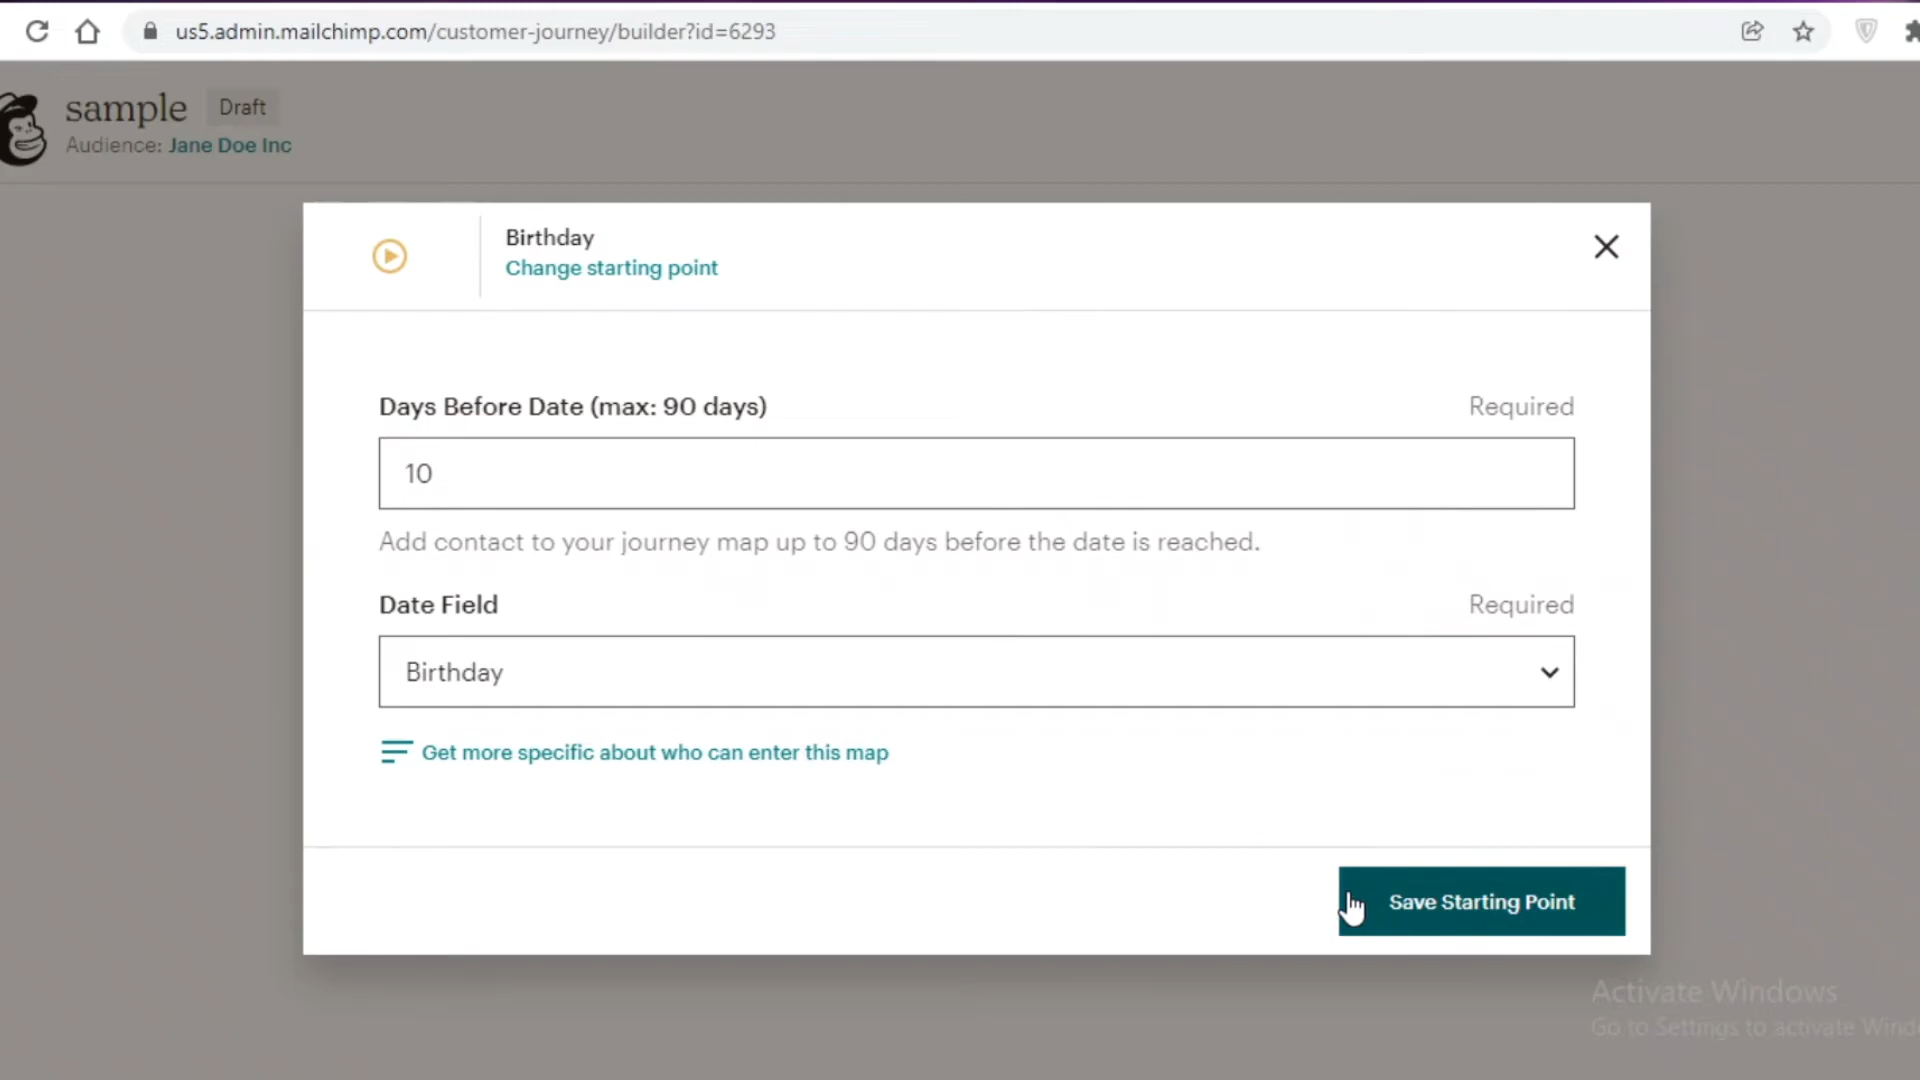 us5.admin.mailchimp.com/customer-journey/builder?id=6293
sample Draft
Audience: Jane Doe Inc
Birthday
Change starting point
Days Before Date (max: 90 days) Required
10
Add contact to your journey map up to 90 days before the date is reached.
Date Field Required
Birthday
Get more specific about who can enter this map
Save Starting Point
Activate Windows
Go to Settings to activate Wind